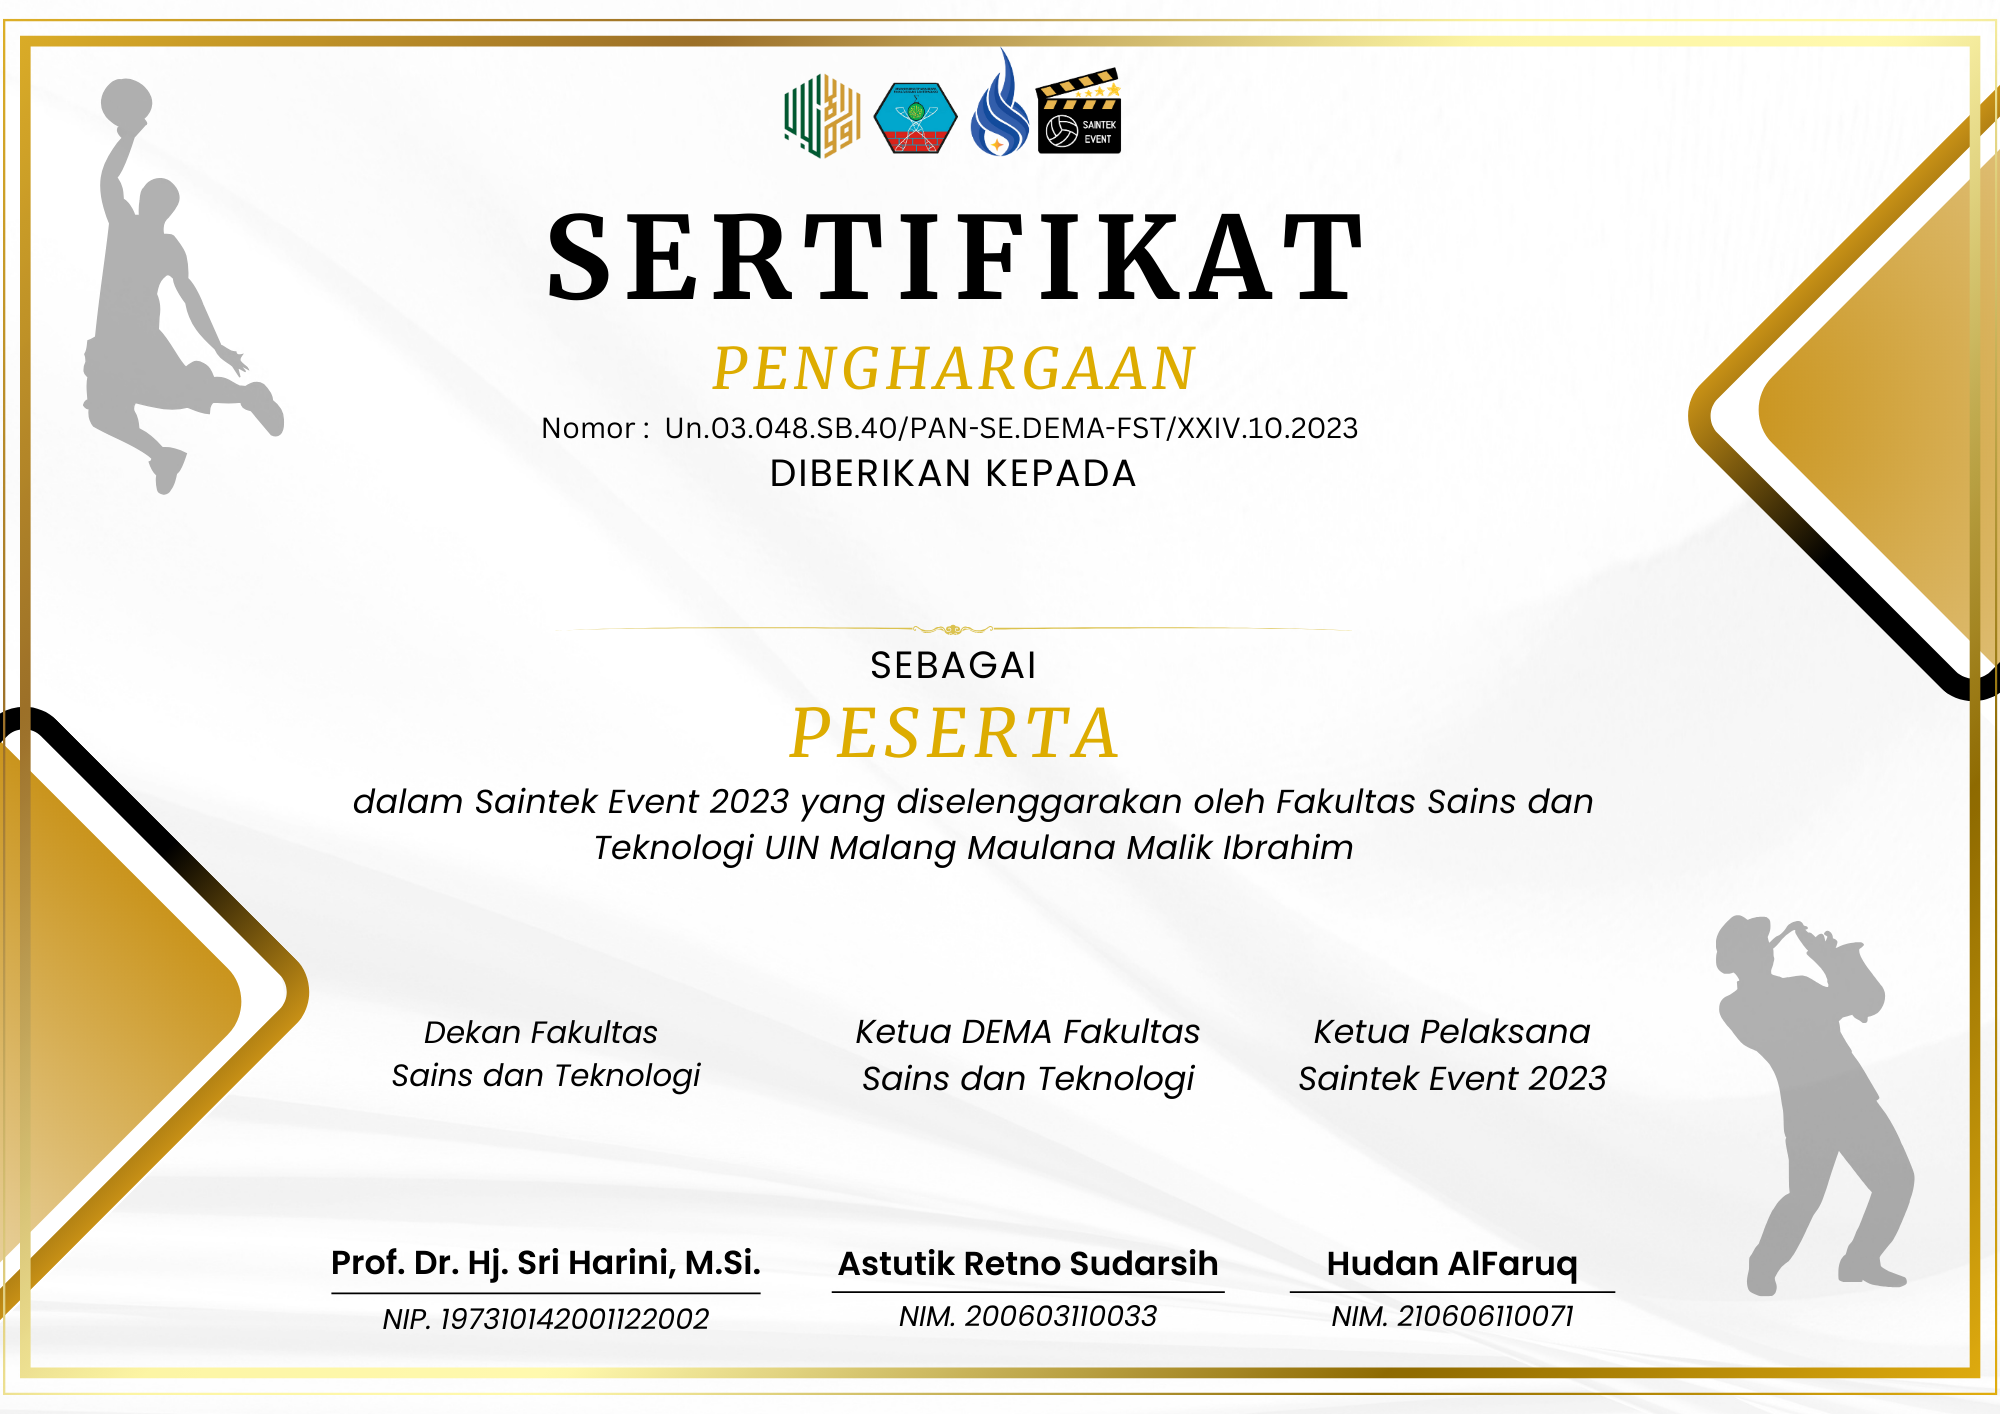 SAINTEK
EVENT
SERTIFIKAT
PENGHARGAAN
Nomor : Un.03.048.SB.40/PAN-SE.DEMA-FST/XXIV.10.2023
DIBERIKAN KEPADA
SEBAGAI
PESERTA
dalam Saintek Event 2023 yang diselenggarakan oleh Fakultas Sains dan
Teknologi UIN Malang Maulana Malik Ibrahim
Dekan Fakultas
Sains dan Teknologi
Ketua DEMA Fakultas
Sains dan Teknologi
Ketua Pelaksana
Saintek Event 2023
Prof. Dr. Hj. Sri Harini, M.Si.
NIP. 197310142001122002
Astutik Retno Sudarsih
NIM. 200603110033
Hudan AlFaruq
NIM. 210606110071